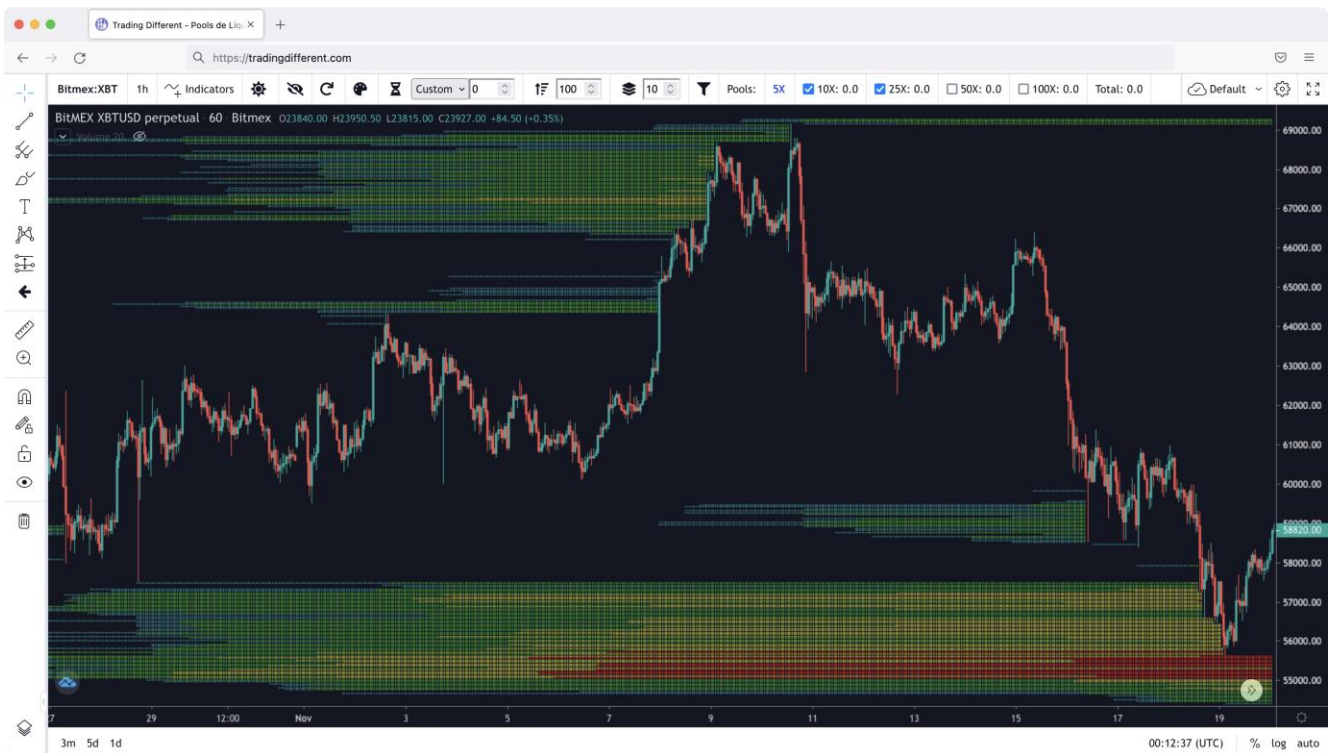 Trading Different - Pools de Liq
https://tradingdifferent.com
Bitmex:XBT 1h Indicators Custom 0 100 10 Pools: 5X 10X: 0.0 25X: 0.0 50X: 0.0 100X: 0.0 Total: 0.0 Default
BitMEX XBTUSD perpetual · 60 · Bitmex O23840.00 H23950.50 L23815.00 C23927.00 +84.50 (+0.35%)
Volume 20
69000.00
68000.00
67000.00
66000.00
65000.00
64000.00
63000.00
62000.00
61000.00
60000.00
59000.00
58820.00
58000.00
57000.00
56000.00
55000.00
27 29 12:00 Nov 3 5 7 9 11 13 15 17 19
3m 5d 1d 00:12:37 (UTC) % log auto